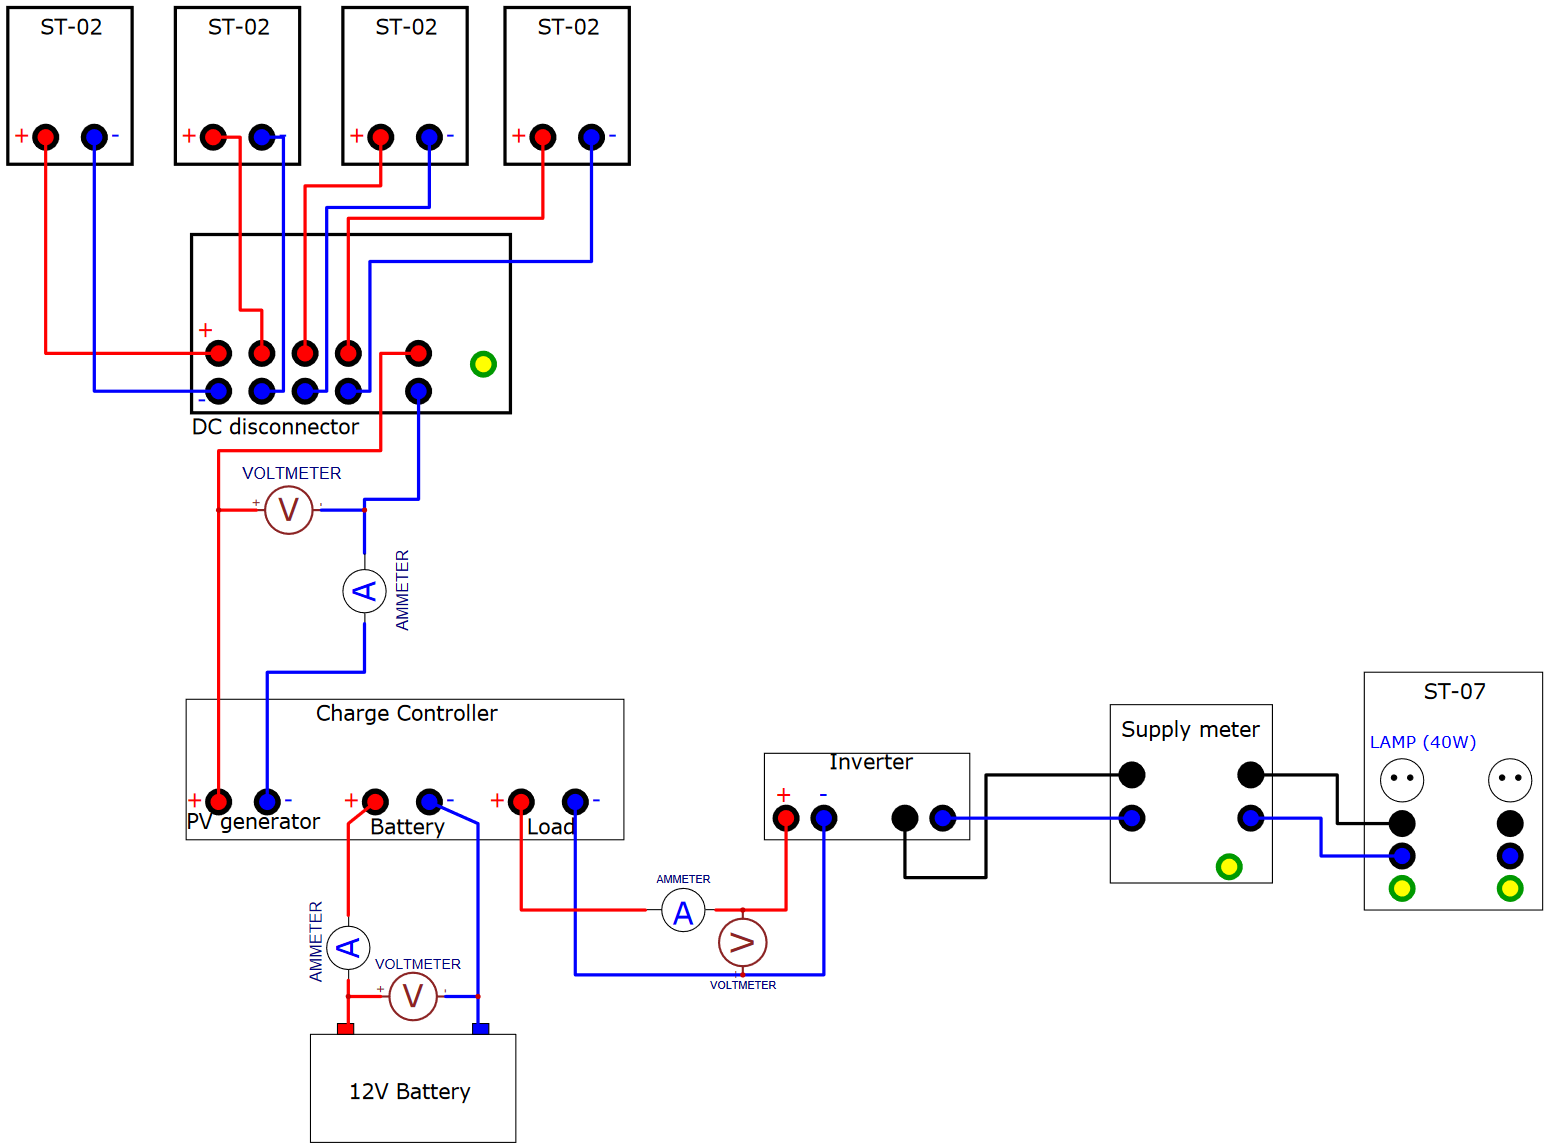 ST-02 ST-02 ST-02 ST-02
+ - + - + - + -
+
-
DC disconnector
VOLTMETER
+ V -
A AMMETER
Charge Controller
+ - + - + -
PV generator Battery Load
Inverter
+ -
Supply meter
ST-07
LAMP (40W)
AMMETER
A
V
+
VOLTMETER
AMMETER A
VOLTMETER
+ V -
12V Battery